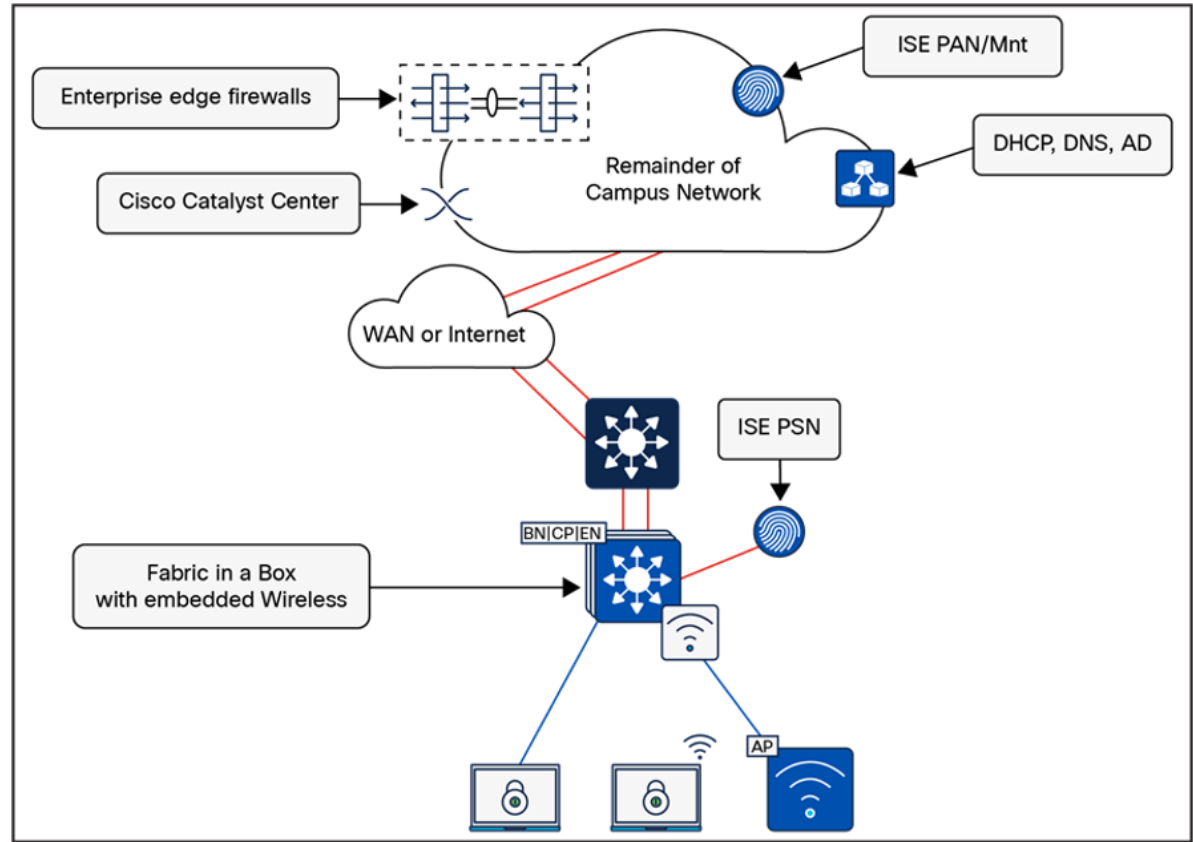 ISE PAN/Mnt
Enterprise edge firewalls
DHCP, DNS, AD
Remainder of
Campus Network
Cisco Catalyst Center
WAN or Internet
ISE PSN
BN|CP|EN
Fabric in a Box
with embedded Wireless
AP